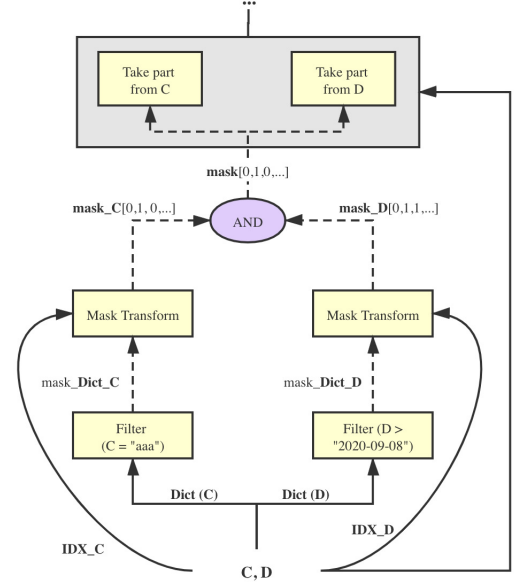 ...
Take part
from C
Take part
from D
mask[0,1,0,...]
mask_C[0,1, 0,...]
mask_D[0,1,1,...]
AND
Mask Transform
Mask Transform
mask_Dict_C
mask_Dict_D
Filter
(C = "aaa")
Filter (D >
"2020-09-08")
Dict (C)
Dict (D)
IDX_C
IDX_D
C, D